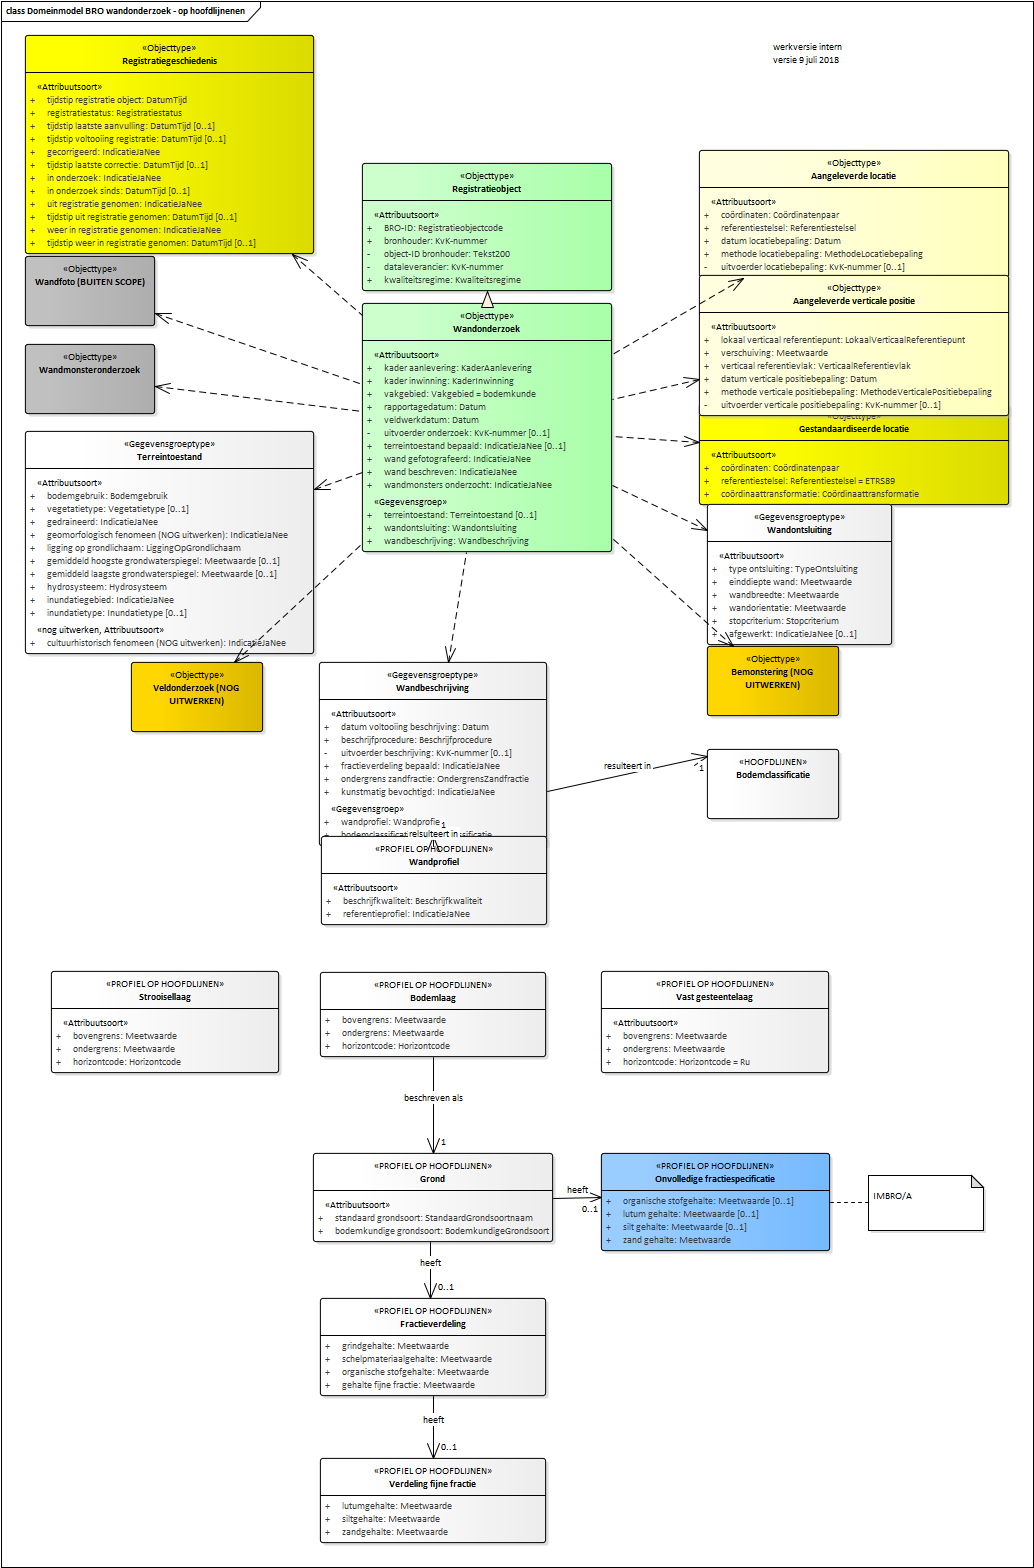 class Domeinmodel BRO wandonderzoek - op hoofdlijnenen
werkversie intern
versie 9 juli 2018
«Objecttype»
Registratiegeschiedenis
«Attribuutsoort»
+ tijdstip registratie object: DatumTijd
+ registratiestatus: Registratiestatus
+ tijdstip laatste aanvulling: DatumTijd [0..1]
+ tijdstip voltooiing registratie: DatumTijd [0..1]
+ gecorrigeerd: IndicatieJaNee
+ tijdstip laatste correctie: DatumTijd [0..1]
+ in onderzoek: IndicatieJaNee
+ in onderzoek sinds: DatumTijd [0..1]
+ uit registratie genomen: IndicatieJaNee
+ tijdstip uit registratie genomen: DatumTijd [0..1]
+ weer in registratie genomen: IndicatieJaNee
+ tijdstip weer in registratie genomen: DatumTijd [0..1]
«Objecttype»
Registratieobject
«Attribuutsoort»
+ BRO-ID: Registratieobjectcode
+ bronhouder: KvK-nummer
- object-ID bronhouder: Tekst200
- dataleverancier: KvK-nummer
+ kwaliteitsregime: Kwaliteitsregime
«Objecttype»
Aangeleverde locatie
«Attribuutsoort»
+ coördinaten: Coördinatenpaar
+ referentiestelsel: Referentiestelsel
+ datum locatiebepaling: Datum
+ methode locatiebepaling: MethodeLocatiebepaling
- uitvoerder locatiebepaling: KvK-nummer [0..1]
«Objecttype»
Wandfoto (BUITEN SCOPE)
«Objecttype»
Wandmonsteronderzoek
«Objecttype»
Wandonderzoek
«Attribuutsoort»
+ kader aanlevering: KaderAanlevering
+ kader inwinning: KaderInwinning
+ vakgebied: Vakgebied = bodemkunde
+ rapportagedatum: Datum
+ veldwerkdatum: Datum
- uitvoerder onderzoek: KvK-nummer [0..1]
+ terreintoestand bepaald: IndicatieJaNee [0..1]
+ wand gefotografeerd: IndicatieJaNee
+ wand beschreven: IndicatieJaNee
+ wandmonsters onderzocht: IndicatieJaNee
«Gegevensgroep»
+ terreintoestand: Terreintoestand [0..1]
+ wandontsluiting: Wandontsluiting
+ wandbeschrijving: Wandbeschrijving
«Objecttype»
Aangeleverde verticale positie
«Attribuutsoort»
+ lokaal verticaal referentiepunt: LokaalVerticaalReferentiepunt
+ verschuiving: Meetwaarde
+ verticaal referentievlak: VerticaalReferentievlak
+ datum verticale positiebepaling: Datum
+ methode verticale positiebepaling: MethodeVerticalePositiebepaling
- uitvoerder verticale positiebepaling: KvK-nummer [0..1]
«Objecttype»
Gestandaardiseerde locatie
«Attribuutsoort»
+ coördinaten: Coördinatenpaar
+ referentiestelsel: Referentiestelsel = ETRS89
+ coördinaattransformatie: Coördinaattransformatie
«Gegevensgroeptype»
Terreintoestand
«Attribuutsoort»
+ bodemgebruik: Bodemgebruik
+ vegetatietype: Vegetatietype [0..1]
+ gedraineerd: IndicatieJaNee
+ geomorfologisch fenomeen (NOG uitwerken): IndicatieJaNee
+ ligging op grondlichaam: LiggingOpGrondlichaam
+ gemiddeld hoogste grondwaterspiegel: Meetwaarde [0..1]
+ gemiddeld laagste grondwaterspiegel: Meetwaarde [0..1]
+ hydrosysteem: Hydrosysteem
+ inundatiegebied: IndicatieJaNee
+ inundatietype: Inundatietype [0..1]
«nog uitwerken, Attribuutsoort»
+ cultuurhistorisch fenomeen (NOG uitwerken): IndicatieJaNee
«Gegevensgroeptype»
Wandontsluiting
«Attribuutsoort»
+ type ontsluiting: TypeOntsluiting
+ einddiepte wand: Meetwaarde
+ wandbreedte: Meetwaarde
+ wandorientatie: Meetwaarde
+ stopcriterium: Stopcriterium
+ afgewerkt: IndicatieJaNee [0..1]
«Objecttype»
Veldonderzoek (NOG
UITWERKEN)
«Objecttype»
Bemonstering (NOG
UITWERKEN)
«Gegevensgroeptype»
Wandbeschrijving
«Attribuutsoort»
+ datum voltooiing beschrijving: Datum
+ beschrijfprocedure: Beschrijfprocedure
- uitvoerder beschrijving: KvK-nummer [0..1]
+ fractieverdeling bepaald: IndicatieJaNee
+ ondergrens zandfractie: OndergrensZandfractie
+ kunstmatig bevochtigd: IndicatieJaNee
«Gegevensgroep»
+ wandprofiel: Wandprofie
1
+ bodemclassificati
relsulteert in
sificatie
resulteert in
1
«HOOFDLIJNEN»
Bodemclassificatie
«PROFIEL OP HOOFDLIJNEN»
Wandprofiel
«Attribuutsoort»
+ beschrijfkwaliteit: Beschrijfkwaliteit
+ referentieprofiel: IndicatieJaNee
«PROFIEL OP HOOFDLIJNEN»
Strooisellaag
«Attribuutsoort»
+ bovengrens: Meetwaarde
+ ondergrens: Meetwaarde
+ horizontcode: Horizontcode
«PROFIEL OP HOOFDLIJNEN»
Bodemlaag
+ bovengrens: Meetwaarde
+ ondergrens: Meetwaarde
+ horizontcode: Horizontcode
«PROFIEL OP HOOFDLIJNEN»
Vast gesteentelaag
«Attribuutsoort»
+ bovengrens: Meetwaarde
+ ondergrens: Meetwaarde
+ horizontcode: Horizontcode = Ru
beschreven als
1
«PROFIEL OP HOOFDLIJNEN»
Grond
«Attribuutsoort»
+ standaard grondsoort: StandaardGrondsoortnaam
+ bodemkundige grondsoort: BodemkundigeGrondsoort
heeft
0..1
«PROFIEL OP HOOFDLIJNEN»
Onvolledige fractiespecificatie
+ organische stofgehalte: Meetwaarde [0..1]
+ lutum gehalte: Meetwaarde [0..1]
+ silt gehalte: Meetwaarde [0..1]
+ zand gehalte: Meetwaarde
IMBRO/A
heeft
0..1
«PROFIEL OP HOOFDLIJNEN»
Fractieverdeling
+ grindgehalte: Meetwaarde
+ schelpmateriaalgehalte: Meetwaarde
+ organische stofgehalte: Meetwaarde
+ gehalte fijne fractie: Meetwaarde
heeft
0..1
«PROFIEL OP HOOFDLIJNEN»
Verdeling fijne fractie
+ lutumgehalte: Meetwaarde
+ siltgehalte: Meetwaarde
+ zandgehalte: Meetwaarde